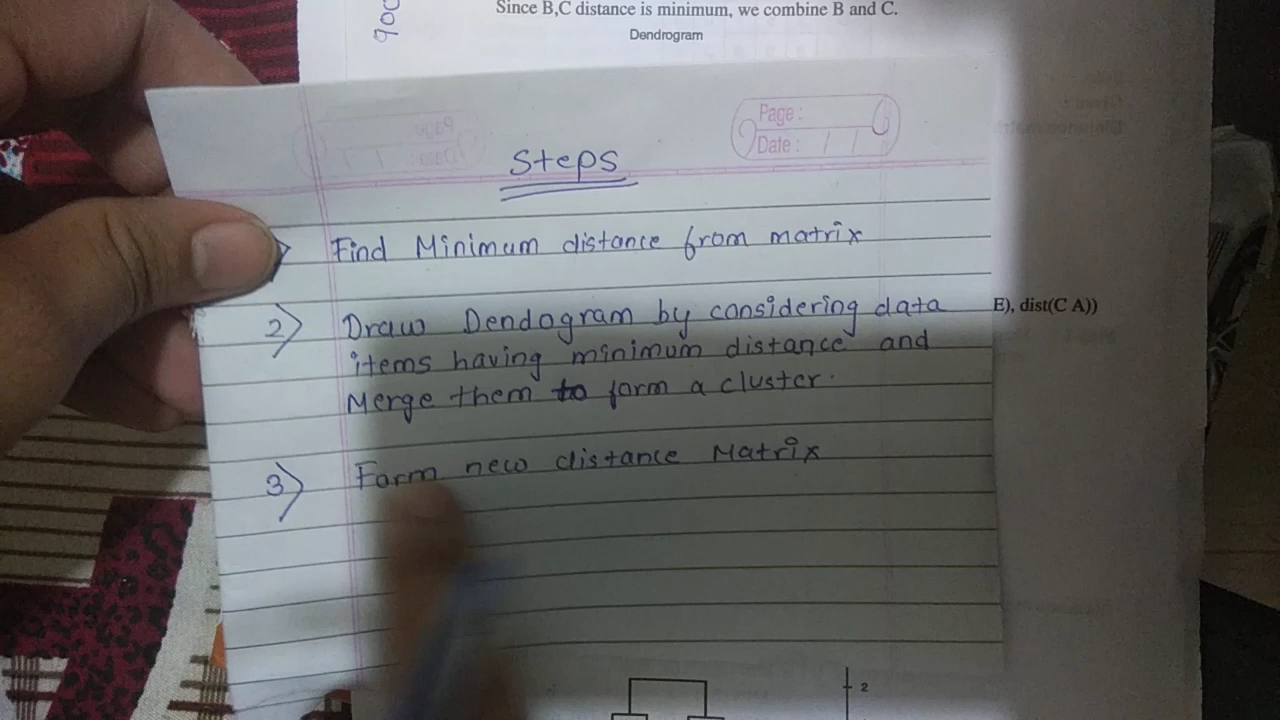 Since B,C distance is minimum, we combine B and C.
Dendrogram
Page :
Date : / /
Steps
Find Minimum distance from matrix
2) Draw Dendogram by considering data
items having minimum distance and
Merge them to form a cluster.
E), dist(C A))
3) Form new distance Matrix
2